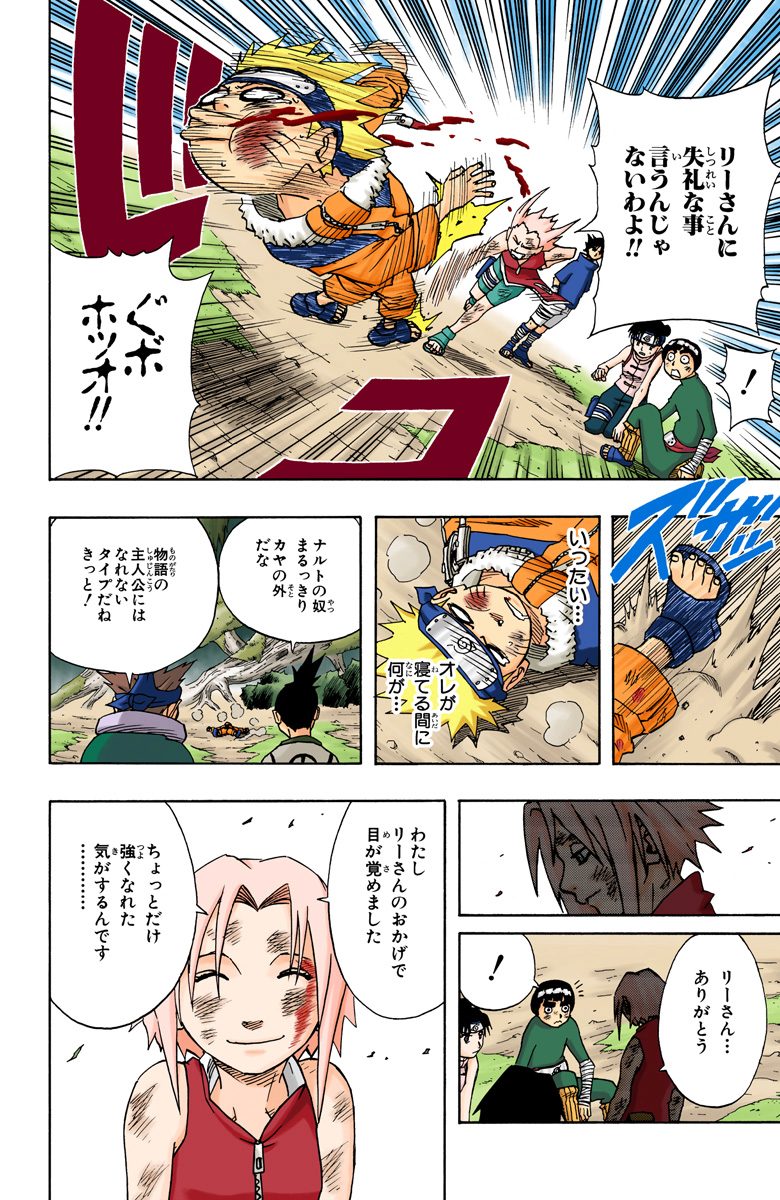 リーさんに
失礼な事
言うんじゃ
ないわよ!!
!
ドコ
ぐボ
ホッオ!!
ズザッ
いったい…
オレが
寝てる間に
何が…
ナルトの奴
まるっきり
カヤの外
だな
物語の
主人公には
なれない
タイプだね
きっと!
リーさん…
ありがとう
!
わたし
リーさんのおかげで
目が覚めました
ちょっとだけ
強くなれた
気がするんです
…………